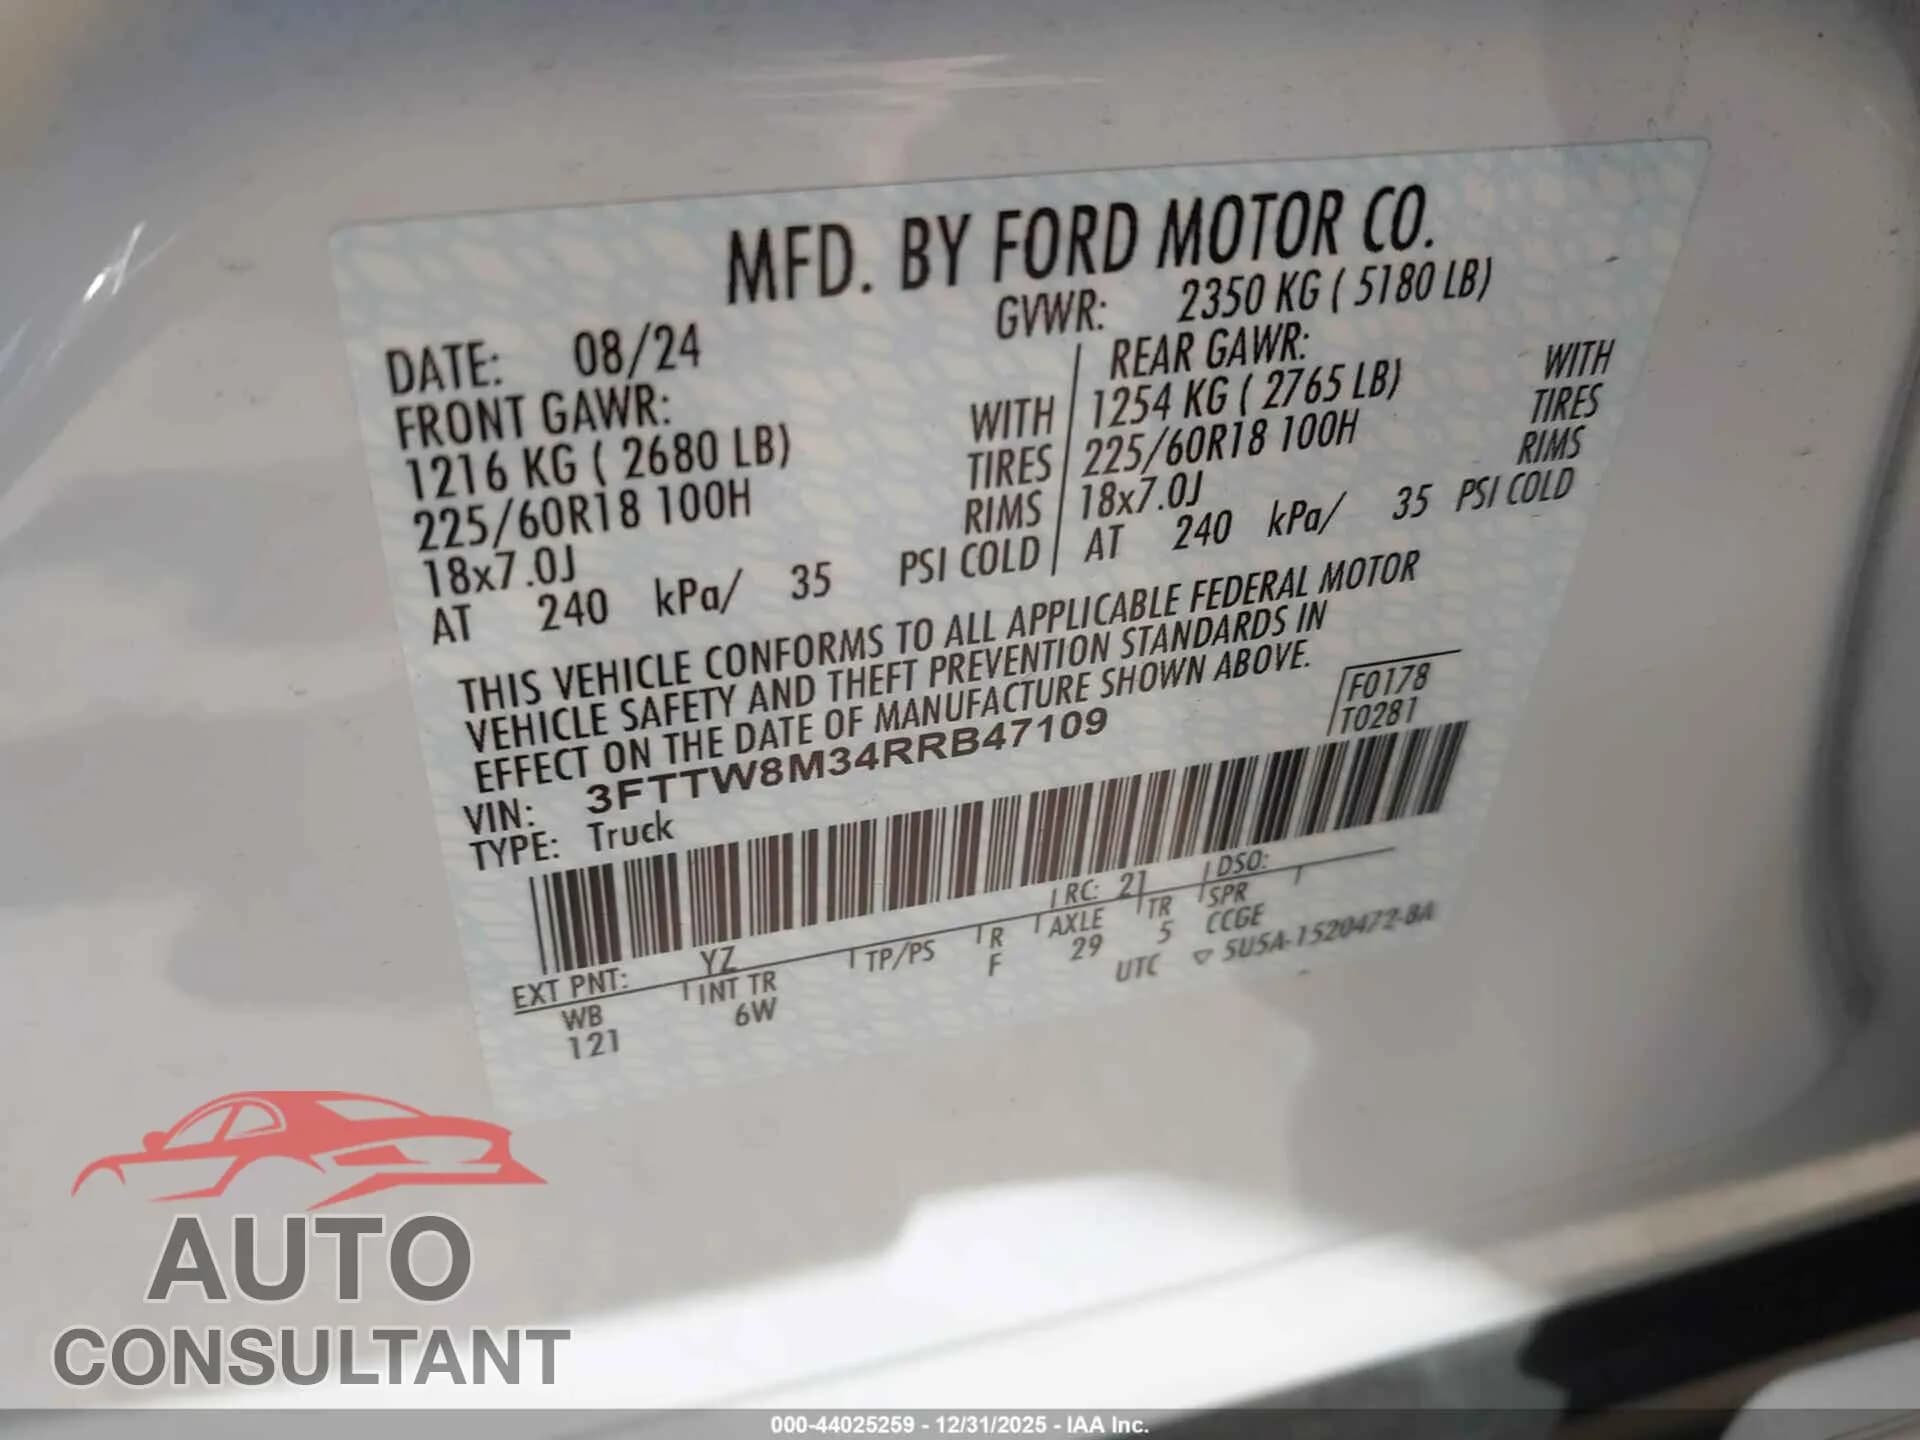 MFD. BY FORD MOTOR CO.
DATE: 08/24 GVWR: 2350 KG ( 5180 LB)
FRONT GAWR: REAR GAWR:
1216 KG ( 2680 LB) WITH 1254 KG ( 2765 LB) WITH
225/60R18 100H TIRES 225/60R18 100H TIRES
18x7.0J RIMS 18x7.0J RIMS
AT 240 kPa/ 35 PSI COLD AT 240 kPa/ 35 PSI COLD
THIS VEHICLE CONFORMS TO ALL APPLICABLE FEDERAL MOTOR
VEHICLE SAFETY AND THEFT PREVENTION STANDARDS IN
EFFECT ON THE DATE OF MANUFACTURE SHOWN ABOVE.
F0178
T0281
VIN: 3FTTW8M34RRB47109
TYPE: Truck
EXT PNT: YZ RC: 21 DSO:
WB INT TR TP/PS R AXLE TR SPR
121 6W F 29 5 CCGE
UTC ▽ 5U5A-1520472-BA
AUTO
CONSULTANT
000-44025259 - 12/31/2025 - IAA Inc.